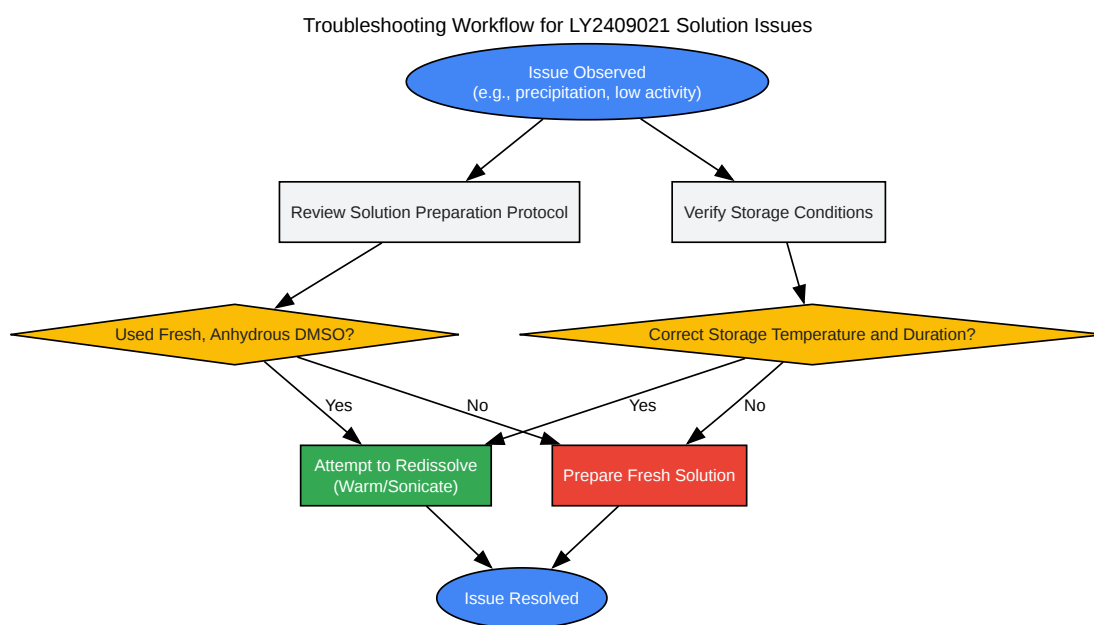 Troubleshooting Workflow for LY2409021 Solution Issues
Issue Observed
(e.g., precipitation, low activity)
Review Solution Preparation Protocol
Verify Storage Conditions
Used Fresh, Anhydrous DMSO?
Correct Storage Temperature and Duration?
Yes
No
Yes
No
Attempt to Redissolve
(Warm/Sonicate)
Prepare Fresh Solution
Issue Resolved